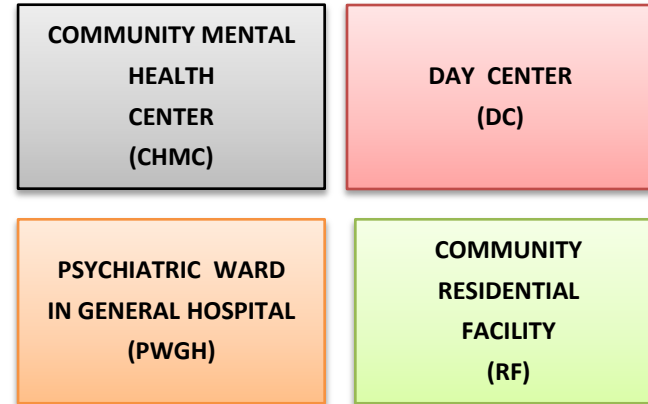 COMMUNITY MENTAL
HEALTH
CENTER
(CHMC)
DAY CENTER
(DC)
PSYCHIATRIC WARD
IN GENERAL HOSPITAL
(PWGH)
COMMUNITY
RESIDENTIAL
FACILITY
(RF)